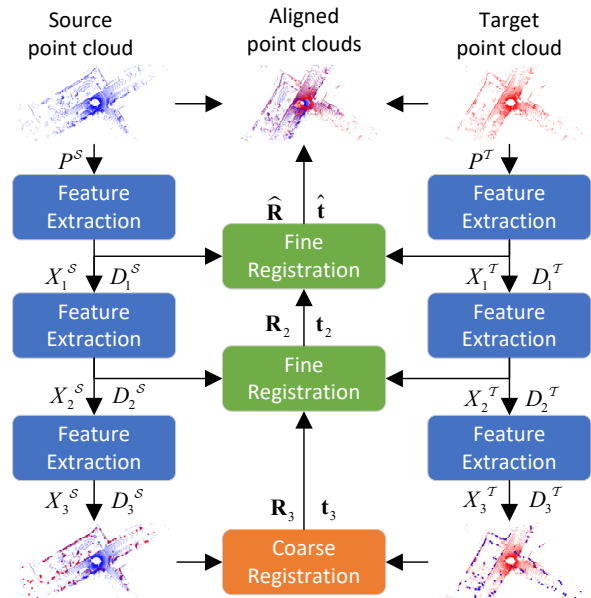 Source
point cloud
Aligned
point clouds
Target
point cloud
P^S
P^T
Feature
Extraction
R̂ t̂
Feature
Extraction
Fine
Registration
X_1^S D_1^S
X_1^T D_1^T
Feature
Extraction
R_2 t_2
Feature
Extraction
Fine
Registration
X_2^S D_2^S
X_2^T D_2^T
Feature
Extraction
Feature
Extraction
X_3^S D_3^S
R_3 t_3
X_3^T D_3^T
Coarse
Registration